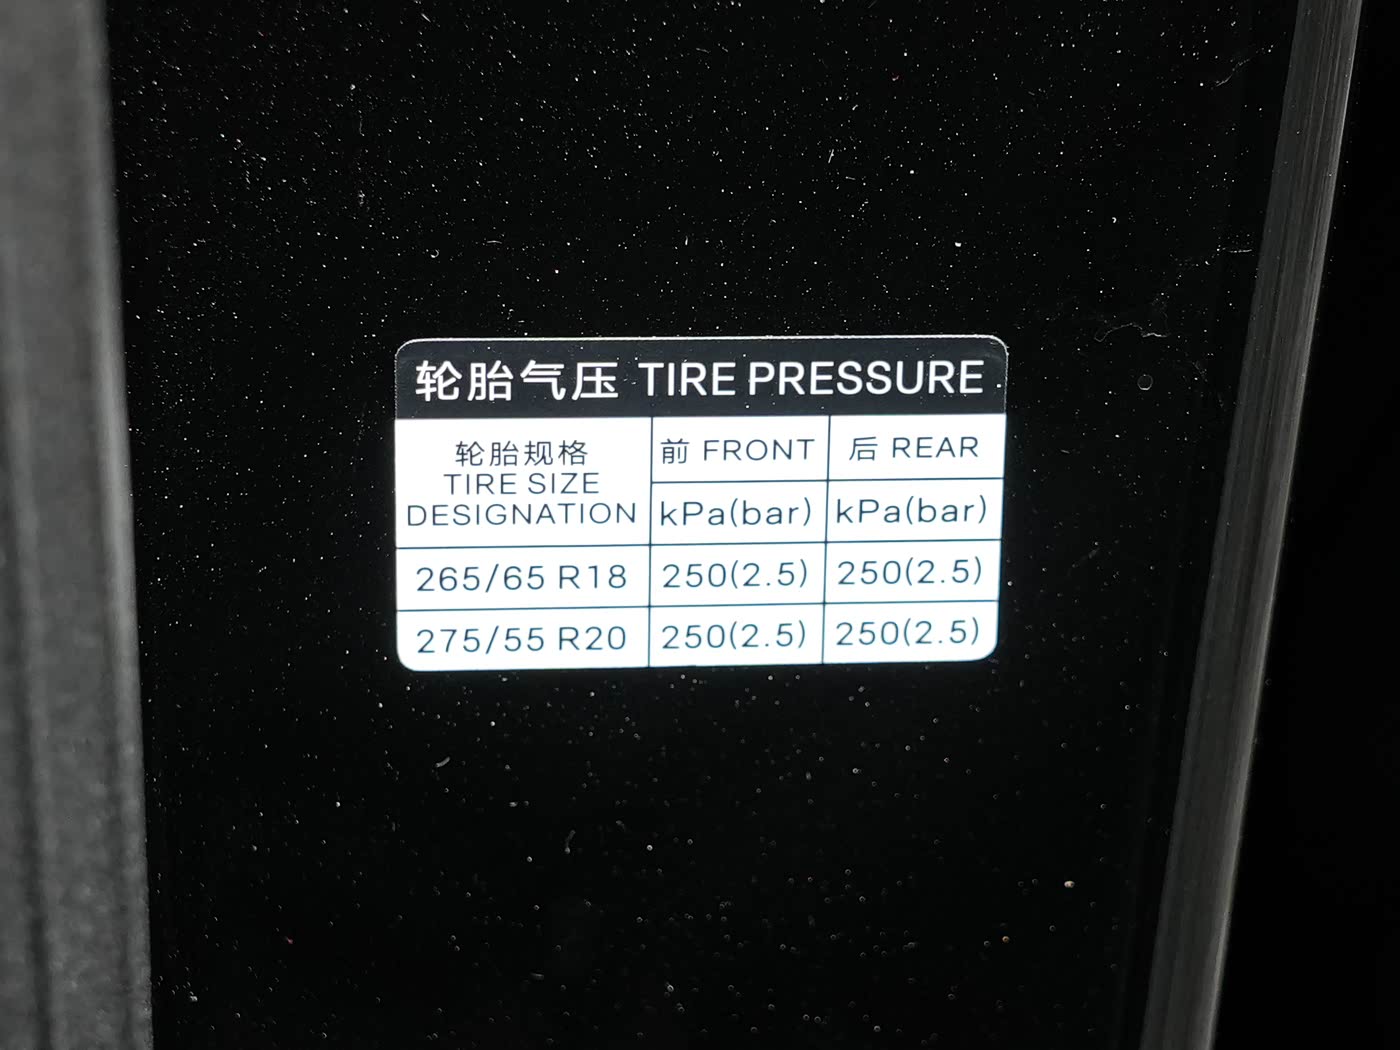 轮胎气压 TIRE PRESSURE
轮胎规格
TIRE SIZE
DESIGNATION
前 FRONT
后 REAR
kPa(bar)
kPa(bar)
265/65 R18
250(2.5)
250(2.5)
275/55 R20
250(2.5)
250(2.5)